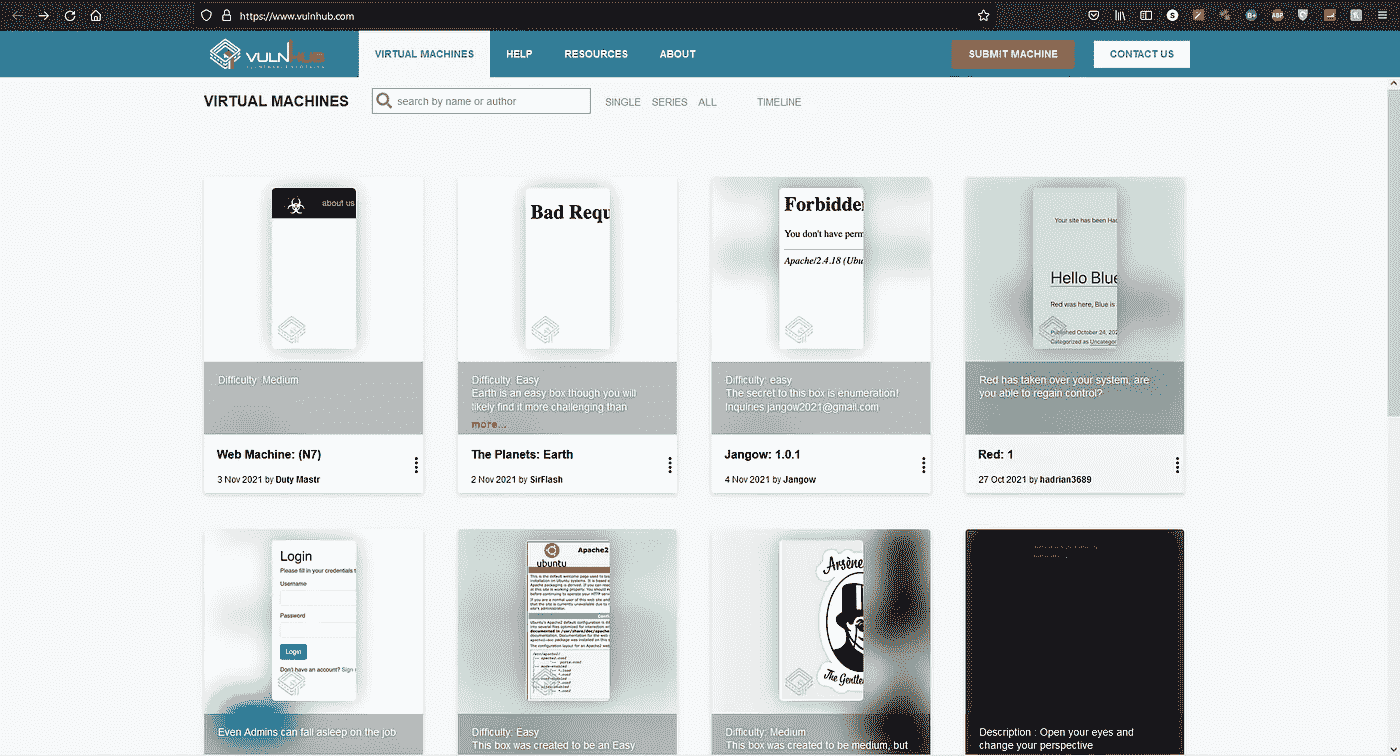 https://www.vulnhub.com
VULNHUB
VIRTUAL MACHINES
HELP
RESOURCES
ABOUT
SUBMIT MACHINE
CONTACT US
VIRTUAL MACHINES
search by name or author
SINGLE
SERIES
ALL
TIMELINE
about us
Difficulty: Medium
Web Machine: (N7)
3 Nov 2021 by Duty Mastr
Bad Requ
Difficulty: Easy
Earth is an easy box though you will
likely find it more challenging than
more...
The Planets: Earth
2 Nov 2021 by SirFlash
Forbidde
You don't have perm
Apache/2.4.18 (Ubu
Difficulty: easy
The secret to this box is enumeration!
Inquiries jangow2021@gmail.com
Jangow: 1.0.1
4 Nov 2021 by Jangow
Your site has been Hac
Hello Blue
Red was here, Blue is
Published October 24, 202
Categorized as Uncategor
Red has taken over your system, are
you able to regain control?
Red: 1
27 Oct 2021 by hadrian3689
Login
Please fill in your credentials t
Username
Password
Login
Don't have an account? Sign
Even Admins can fall asleep on the job
Apache2
ubuntu
Difficulty: Easy
This box was created to be an Easy
Arsène
The Gentle
Difficulty: Medium
This box was created to be medium, but
Description : Open your eyes and
change your perspective